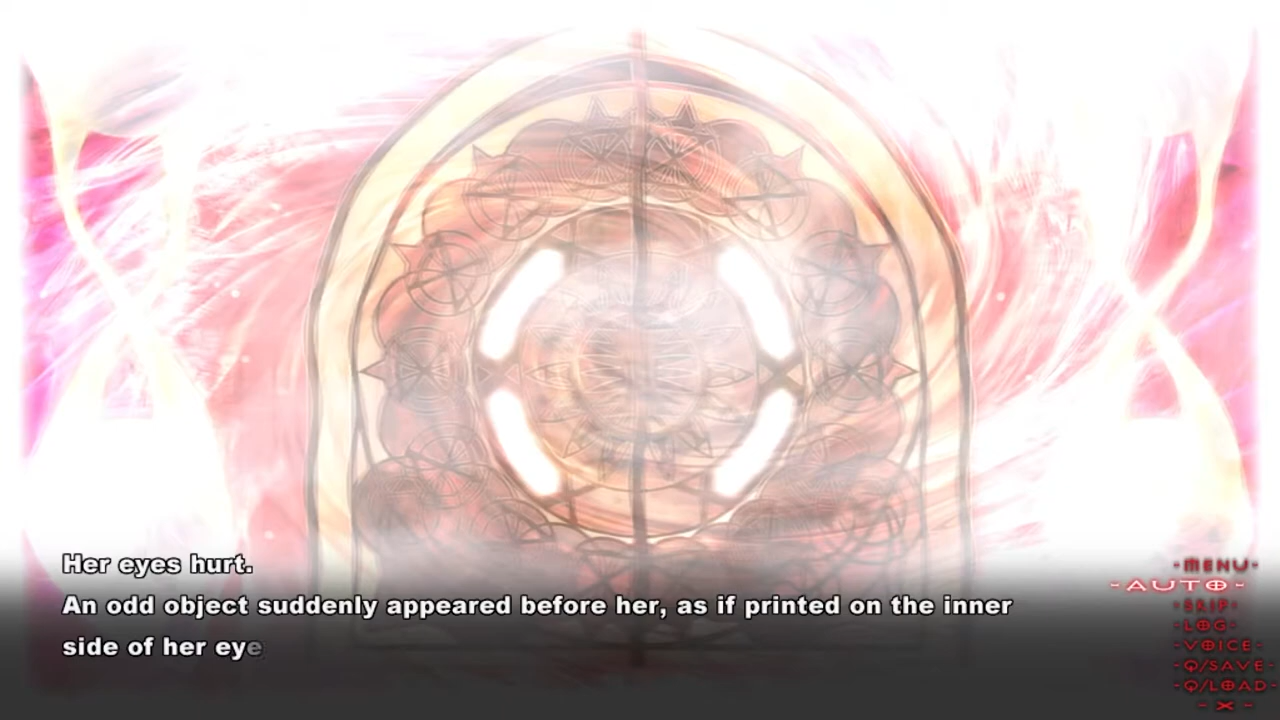 Her eyes hurt.
An odd object suddenly appeared before her, as if printed on the inner
side of her eye
-MENU-
-AUTO-
-SKIP-
-LOG-
-VOICE-
-Q/SAVE-
-Q/LOAD-
-X-